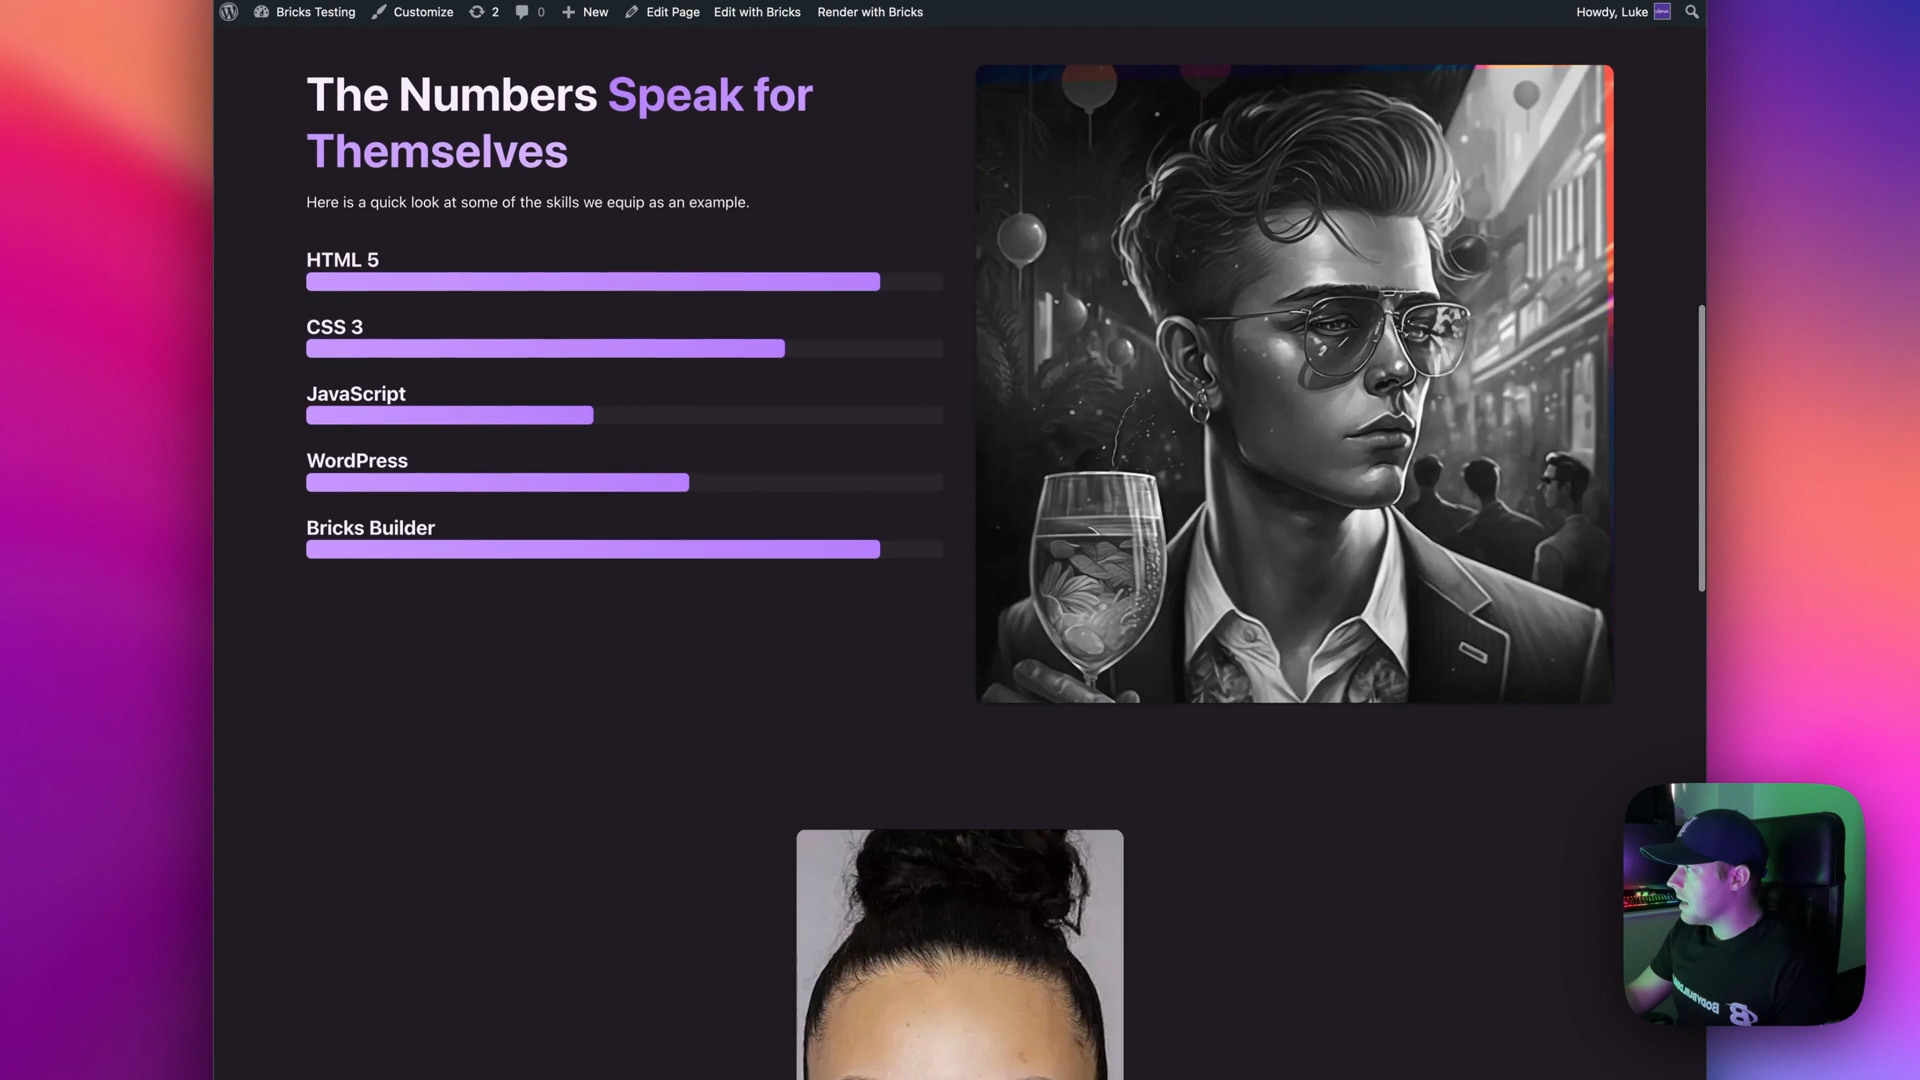 Bricks Testing Customize 2 0 New Edit Page Edit with Bricks Render with Bricks Howdy, Luke
The Numbers Speak for
Themselves
Here is a quick look at some of the skills we equip as an example.
HTML 5
CSS 3
JavaScript
WordPress
Bricks Builder